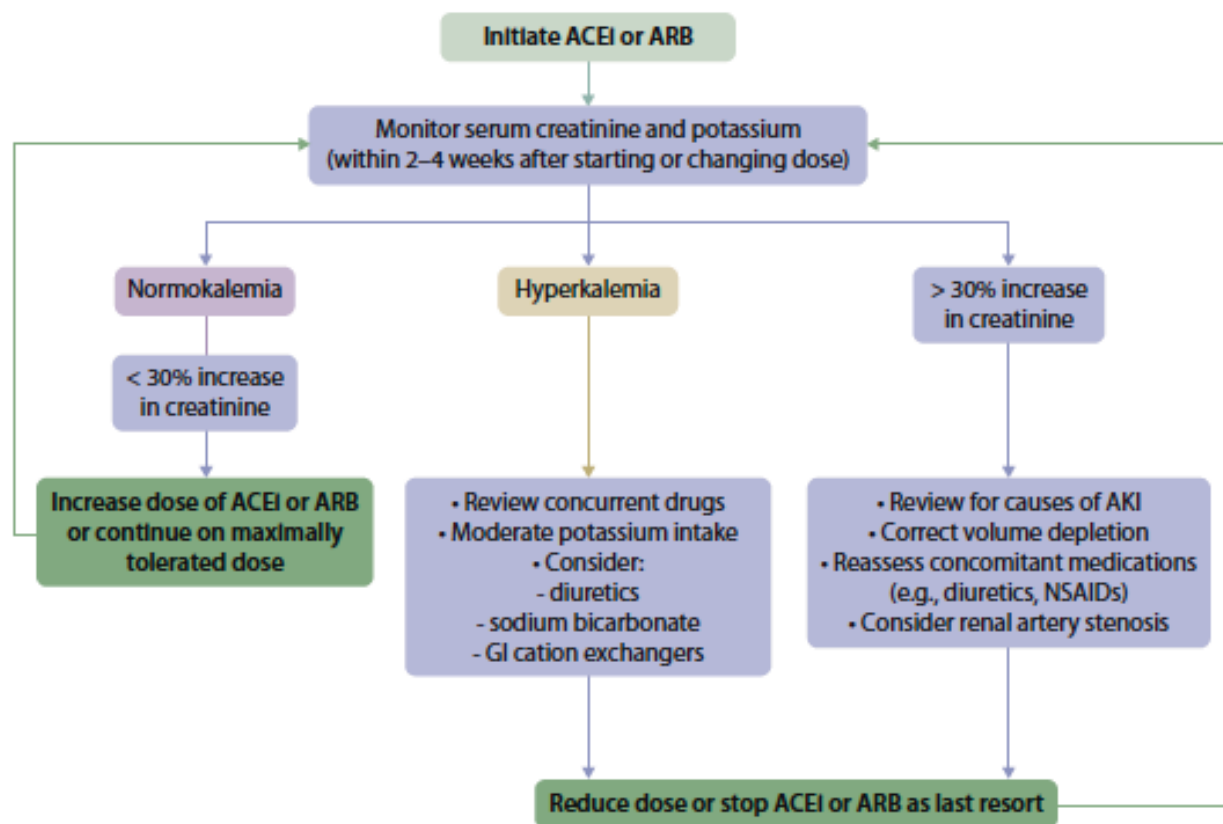 Initiate ACEi or ARB
Monitor serum creatinine and potassium
(within 2–4 weeks after starting or changing dose)
Normokalemia
< 30% increase
in creatinine
Increase dose of ACEi or ARB
or continue on maximally
tolerated dose
Hyperkalemia
• Review concurrent drugs
• Moderate potassium intake
• Consider:
- diuretics
- sodium bicarbonate
- GI cation exchangers
> 30% increase
in creatinine
• Review for causes of AKI
• Correct volume depletion
• Reassess concomitant medications
(e.g., diuretics, NSAIDs)
• Consider renal artery stenosis
Reduce dose or stop ACEi or ARB as last resort